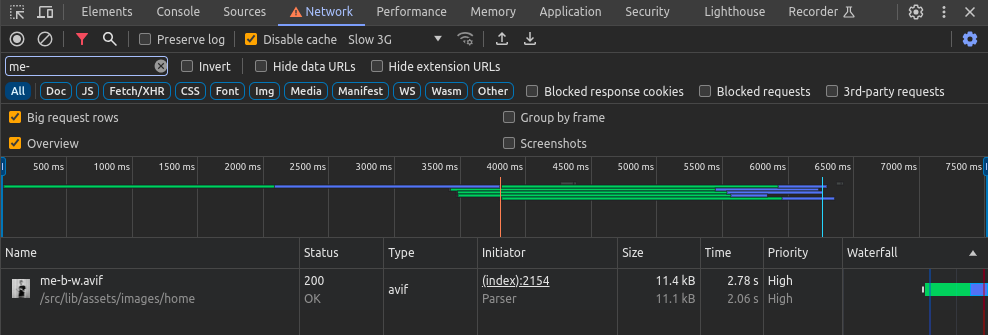 Elements Console Sources Network Performance Memory Application Security Lighthouse Recorder
Preserve log Disable cache Slow 3G
me- Invert Hide data URLs Hide extension URLs
All Doc JS Fetch/XHR CSS Font Img Media Manifest WS Wasm Other Blocked response cookies Blocked requests 3rd-party requests
Big request rows Group by frame
Overview Screenshots
500 ms 1000 ms 1500 ms 2000 ms 2500 ms 3000 ms 3500 ms 4000 ms 4500 ms 5000 ms 5500 ms 6000 ms 6500 ms 7000 ms 7500 ms
Name Status Type Initiator Size Time Priority Waterfall
me-b-w.avif 200 avif (index):2154 11.4 kB 2.78 s High
/src/lib/assets/images/home OK Parser 11.1 kB 2.06 s High